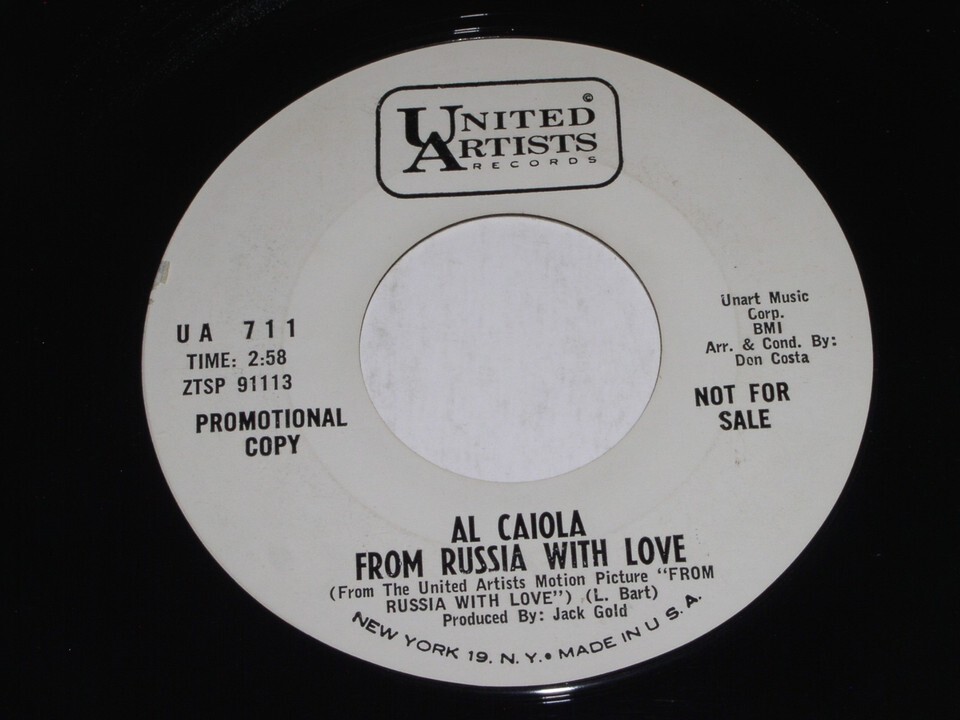 ©
UNITED
ARTISTS
RECORDS
UA 711
TIME: 2:58
ZTSP 91113
PROMOTIONAL
COPY
Unart Music
Corp.
BMI
Arr. & Cond. By:
Don Costa
NOT FOR
SALE
AL CAIOLA
FROM RUSSIA WITH LOVE
(From The United Artists Motion Picture "FROM
RUSSIA WITH LOVE") (L. Bart)
Produced By: Jack Gold
NEW YORK 19, N.Y. • MADE IN U.S.A.